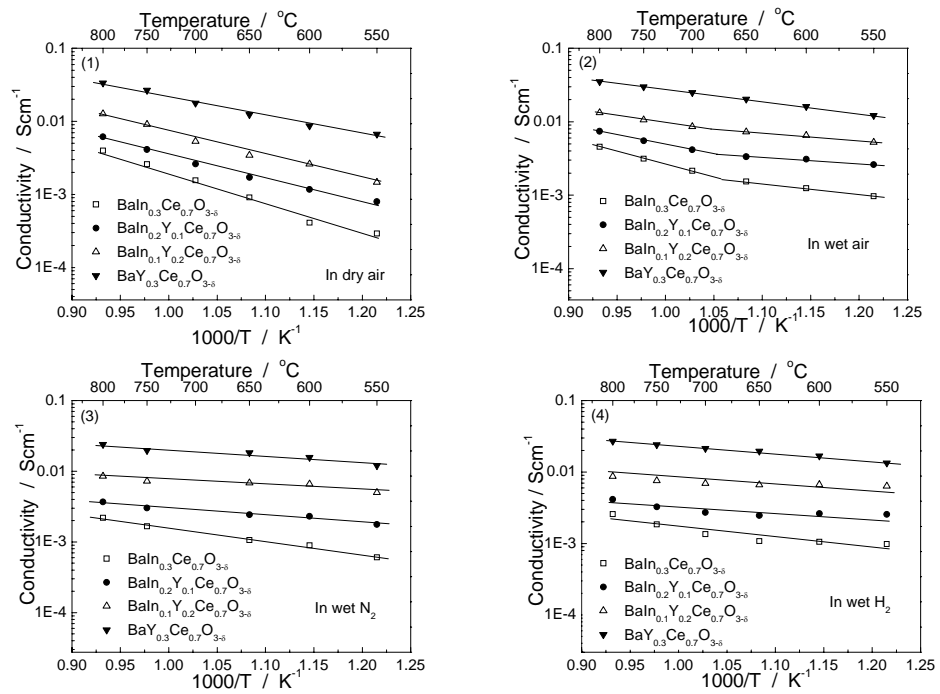 Temperature / °C
800 750 700 650 600 550
0.1
0.01
1E-3
1E-4
Conductivity / Scm⁻¹
(1)
BaIn₀.₃Ce₀.₇O₃₋δ
BaIn₀.₂Y₀.₁Ce₀.₇O₃₋δ
BaIn₀.₁Y₀.₂Ce₀.₇O₃₋δ
BaY₀.₃Ce₀.₇O₃₋δ
In dry air
0.90 0.95 1.00 1.05 1.10 1.15 1.20 1.25
1000/T / K⁻¹
Temperature / °C
800 750 700 650 600 550
0.1
0.01
1E-3
1E-4
Conductivity / Scm⁻¹
(2)
BaIn₀.₃Ce₀.₇O₃₋δ
BaIn₀.₂Y₀.₁Ce₀.₇O₃₋δ
BaIn₀.₁Y₀.₂Ce₀.₇O₃₋δ
BaY₀.₃Ce₀.₇O₃₋δ
In wet air
0.90 0.95 1.00 1.05 1.10 1.15 1.20 1.25
1000/T / K⁻¹
Temperature / °C
800 750 700 650 600 550
0.1
0.01
1E-3
1E-4
Conductivity / Scm⁻¹
(3)
BaIn₀.₃Ce₀.₇O₃₋δ
BaIn₀.₂Y₀.₁Ce₀.₇O₃₋δ
BaIn₀.₁Y₀.₂Ce₀.₇O₃₋δ
BaY₀.₃Ce₀.₇O₃₋δ
In wet N₂
0.90 0.95 1.00 1.05 1.10 1.15 1.20 1.25
1000/T / K⁻¹
Temperature / °C
800 750 700 650 600 550
0.1
0.01
1E-3
1E-4
Conductivity / Scm⁻¹
(4)
BaIn₀.₃Ce₀.₇O₃₋δ
BaIn₀.₂Y₀.₁Ce₀.₇O₃₋δ
BaIn₀.₁Y₀.₂Ce₀.₇O₃₋δ
BaY₀.₃Ce₀.₇O₃₋δ
In wet H₂
0.90 0.95 1.00 1.05 1.10 1.15 1.20 1.25
1000/T / K⁻¹